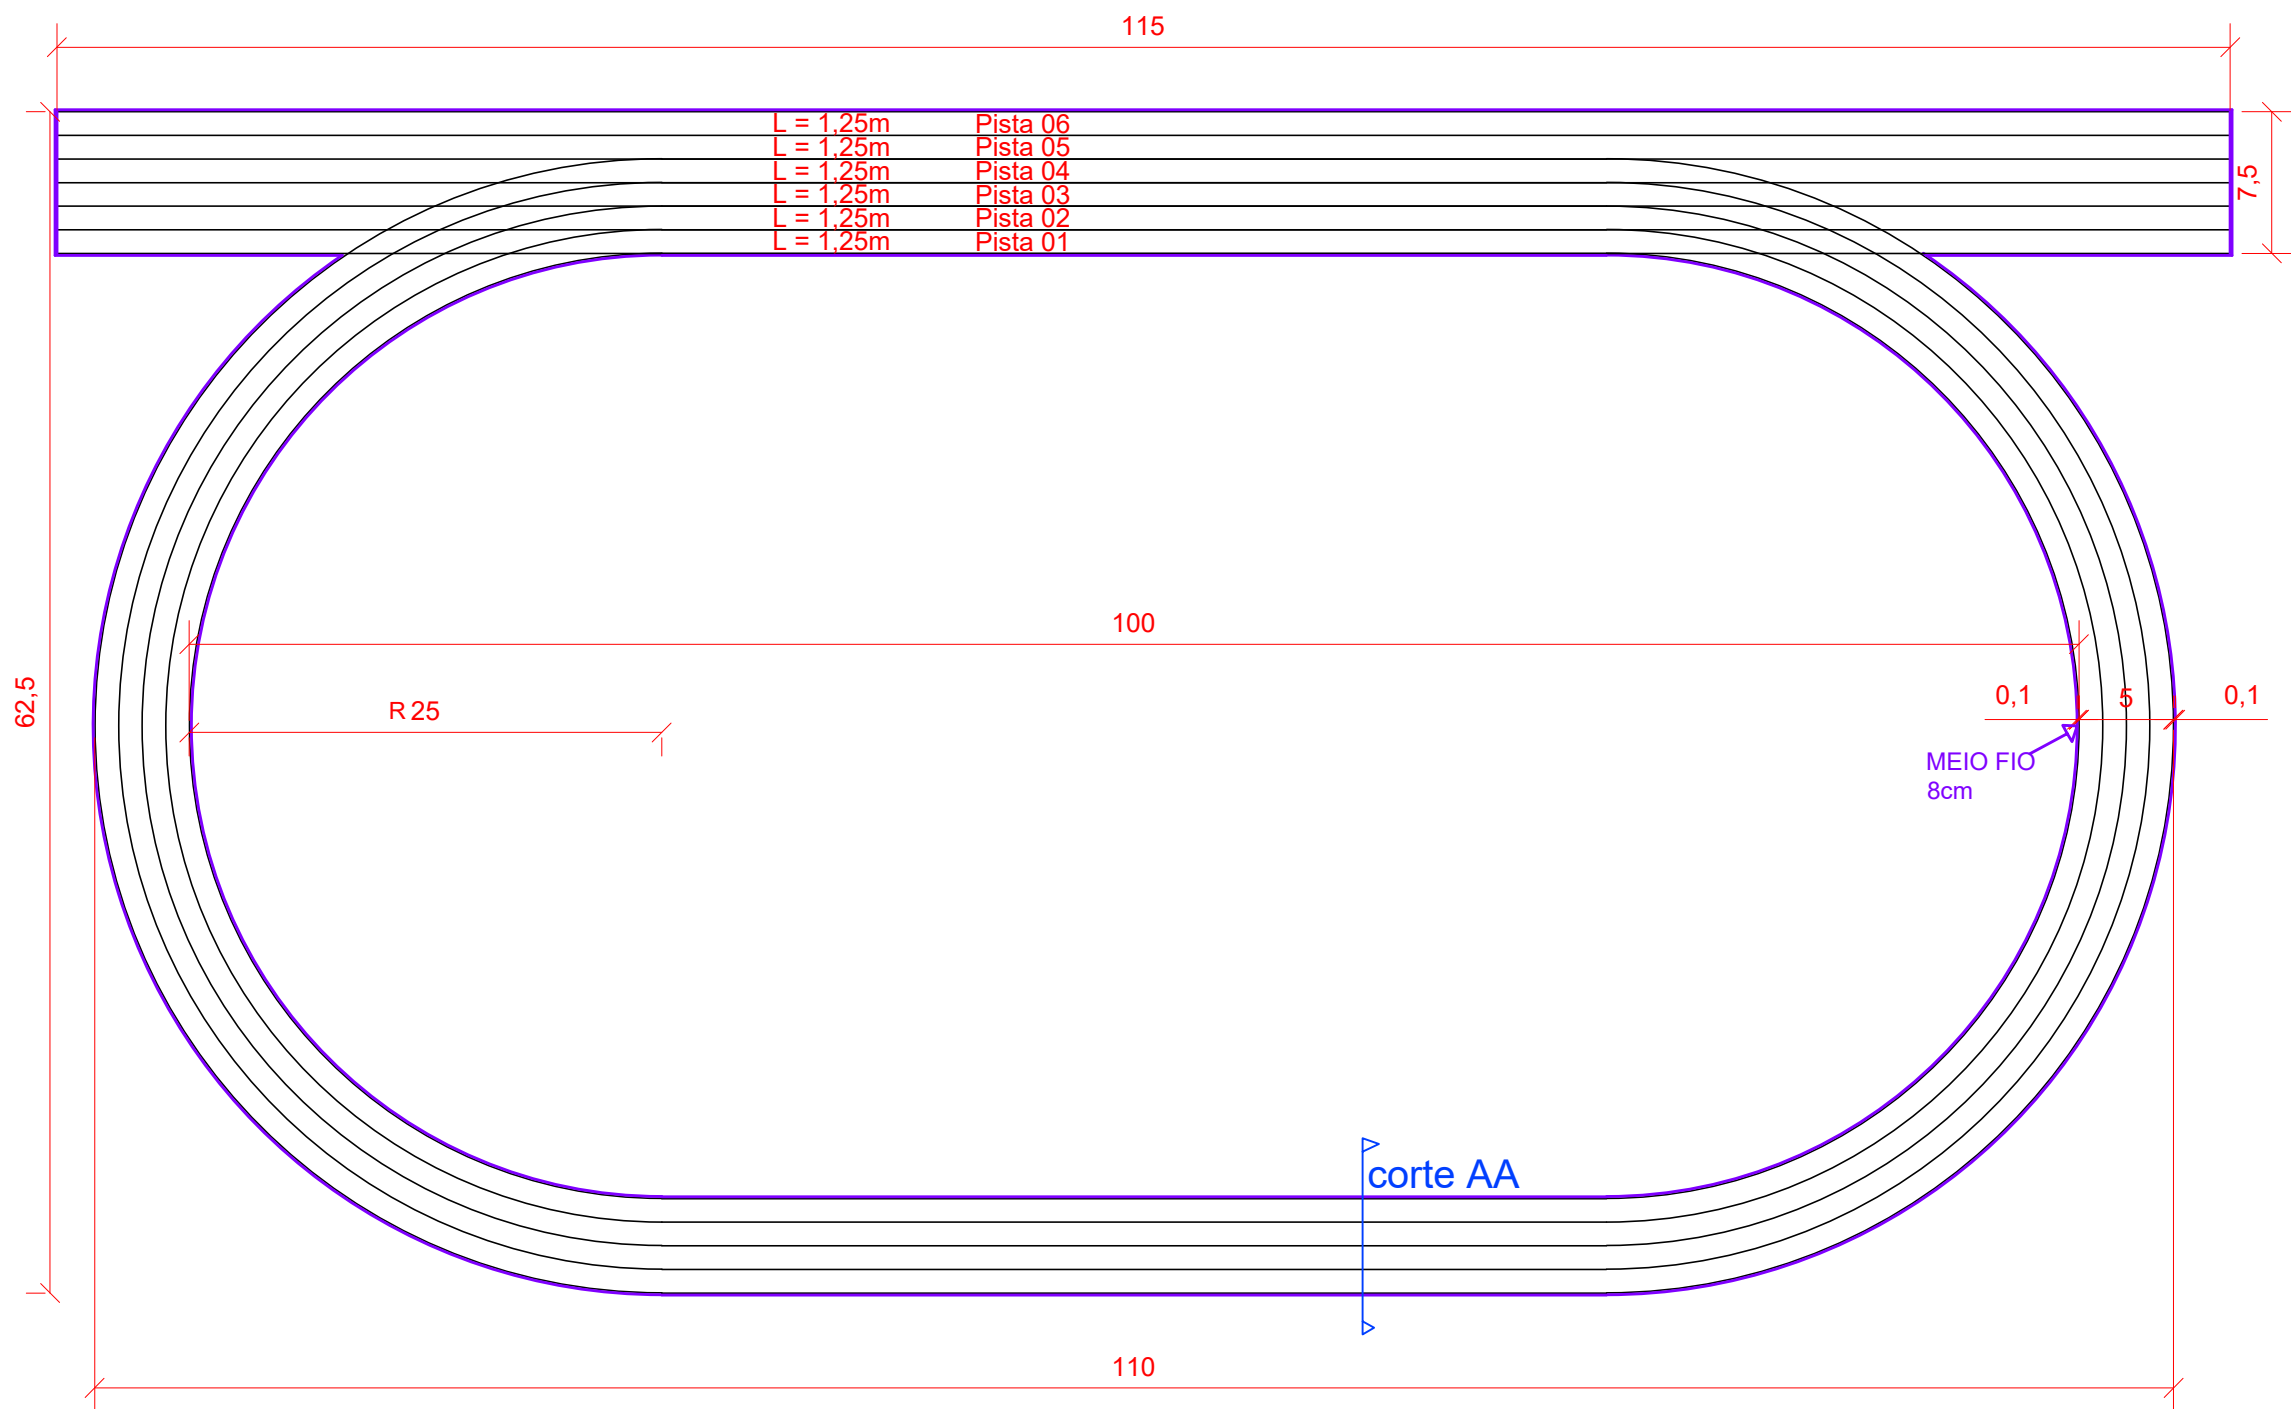 115
L = 1,25m Pista 06
L = 1,25m Pista 05
L = 1,25m Pista 04
L = 1,25m Pista 03
L = 1,25m Pista 02
L = 1,25m Pista 01
7,5
100
62,5
R 25
0,1
5
0,1
MEIO FIO
8cm
corte AA
110